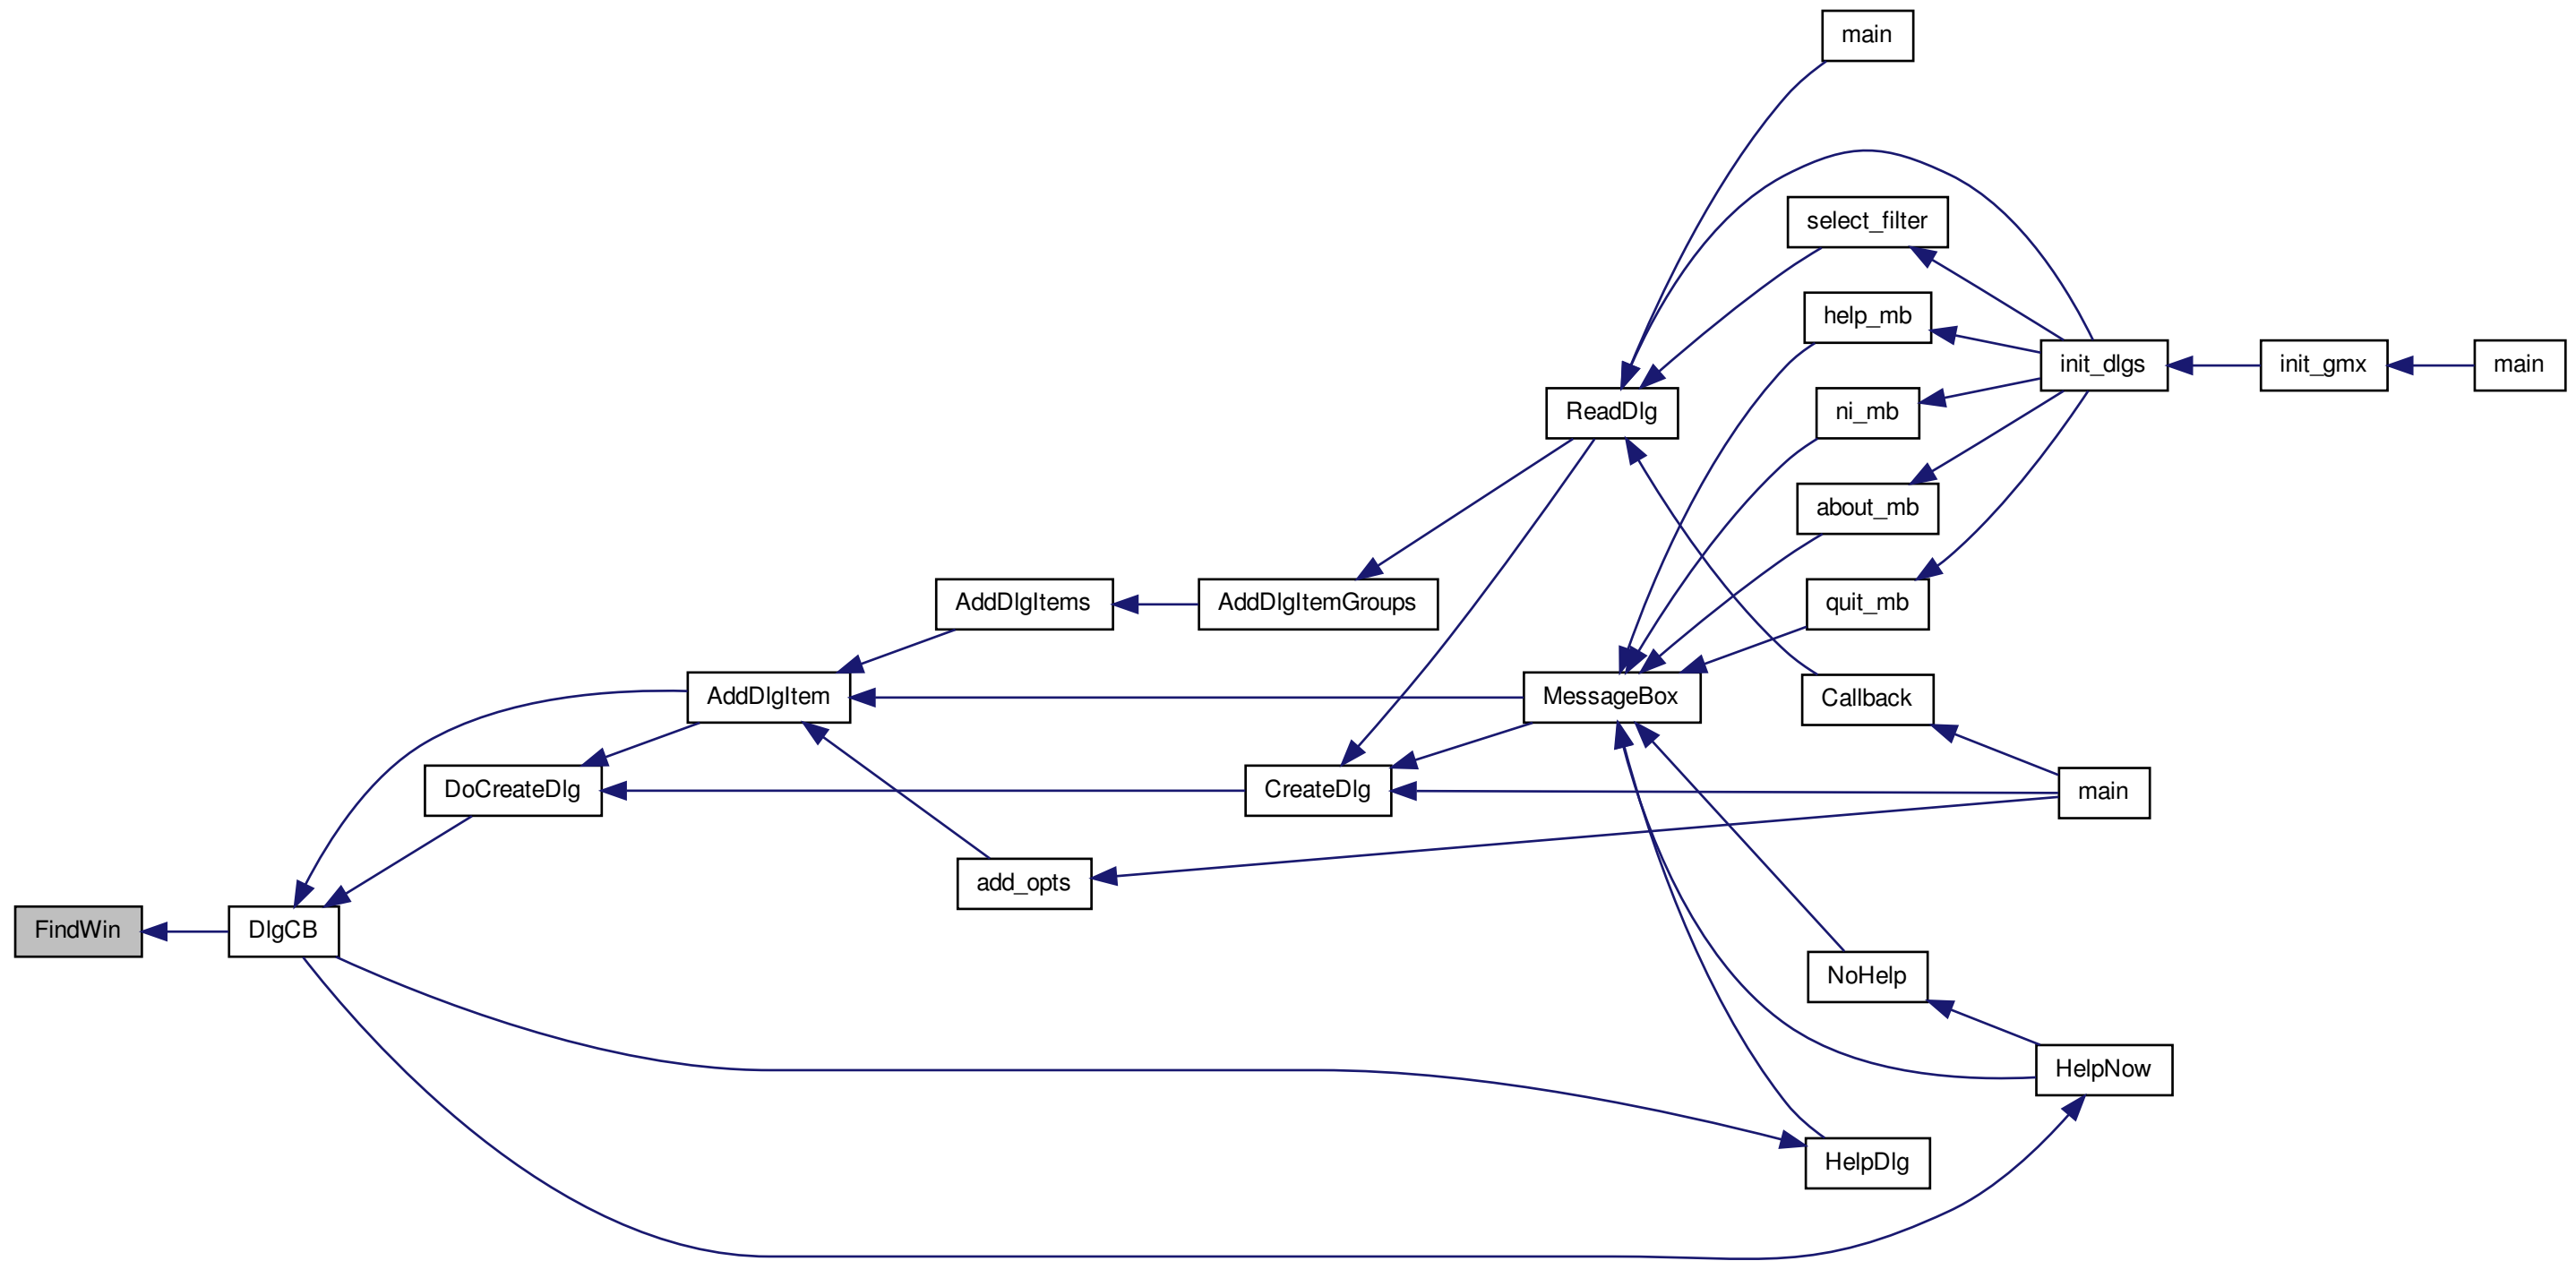 main
select_filter
help_mb
init_dlgs
init_gmx
main
ReadDlg
ni_mb
about_mb
AddDlgItems
AddDlgItemGroups
quit_mb
AddDlgItem
MessageBox
Callback
DoCreateDlg
CreateDlg
main
add_opts
FindWin
DlgCB
NoHelp
HelpNow
HelpDlg